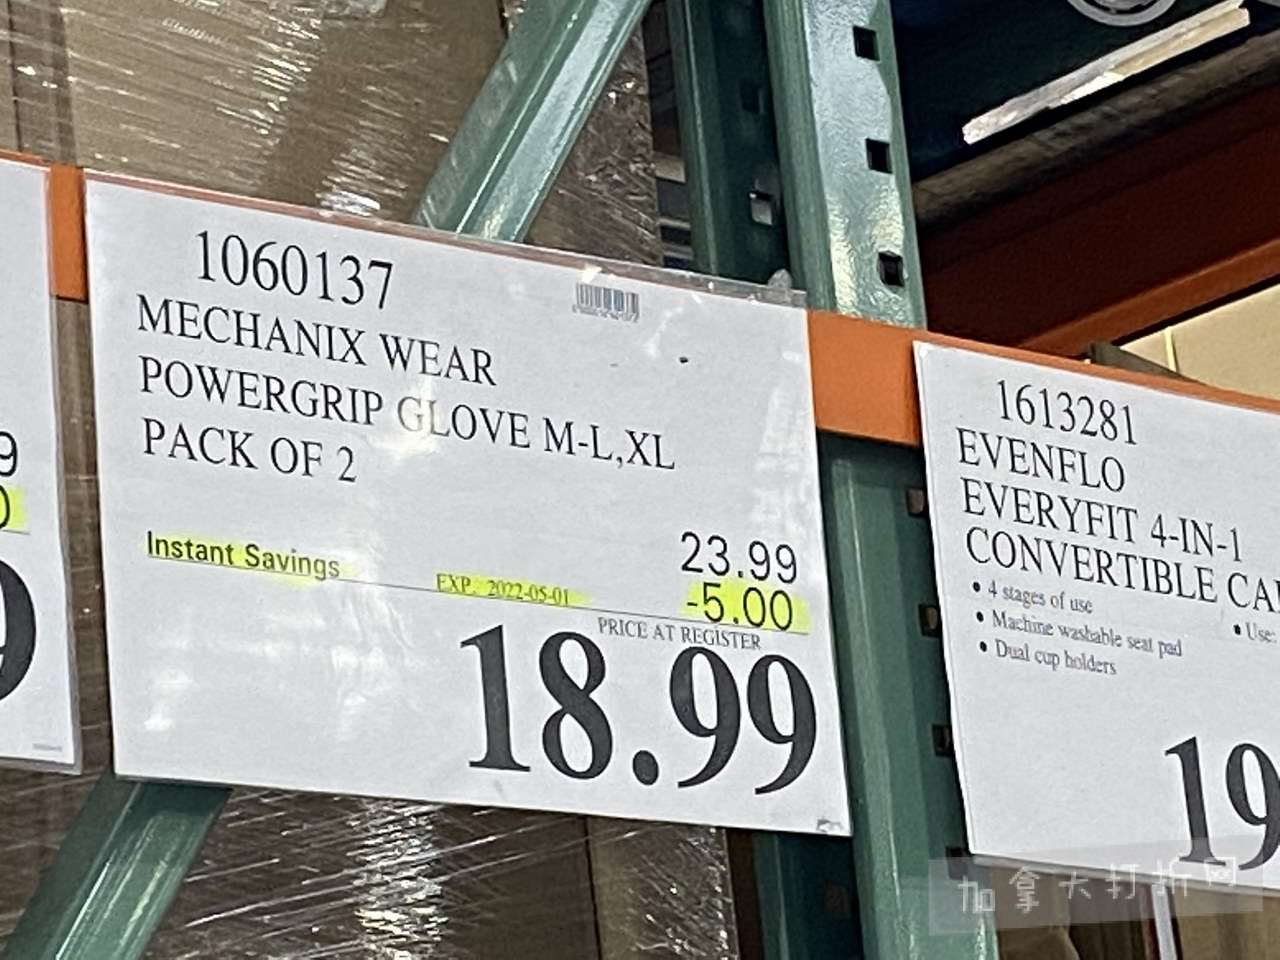 9
0
9
1060137
MECHANIX WEAR
POWERGRIP GLOVE M-L,XL
PACK OF 2
23.99
Instant Savings
EXP. 2022-05-01
-5.00
PRICE AT REGISTER
18.99
1613281
EVENFLO
EVERYFIT 4-IN-1
CONVERTIBLE
• 4 stages of use
• Machine washable seat pad
• Dual cup holders
19
加拿大打折网